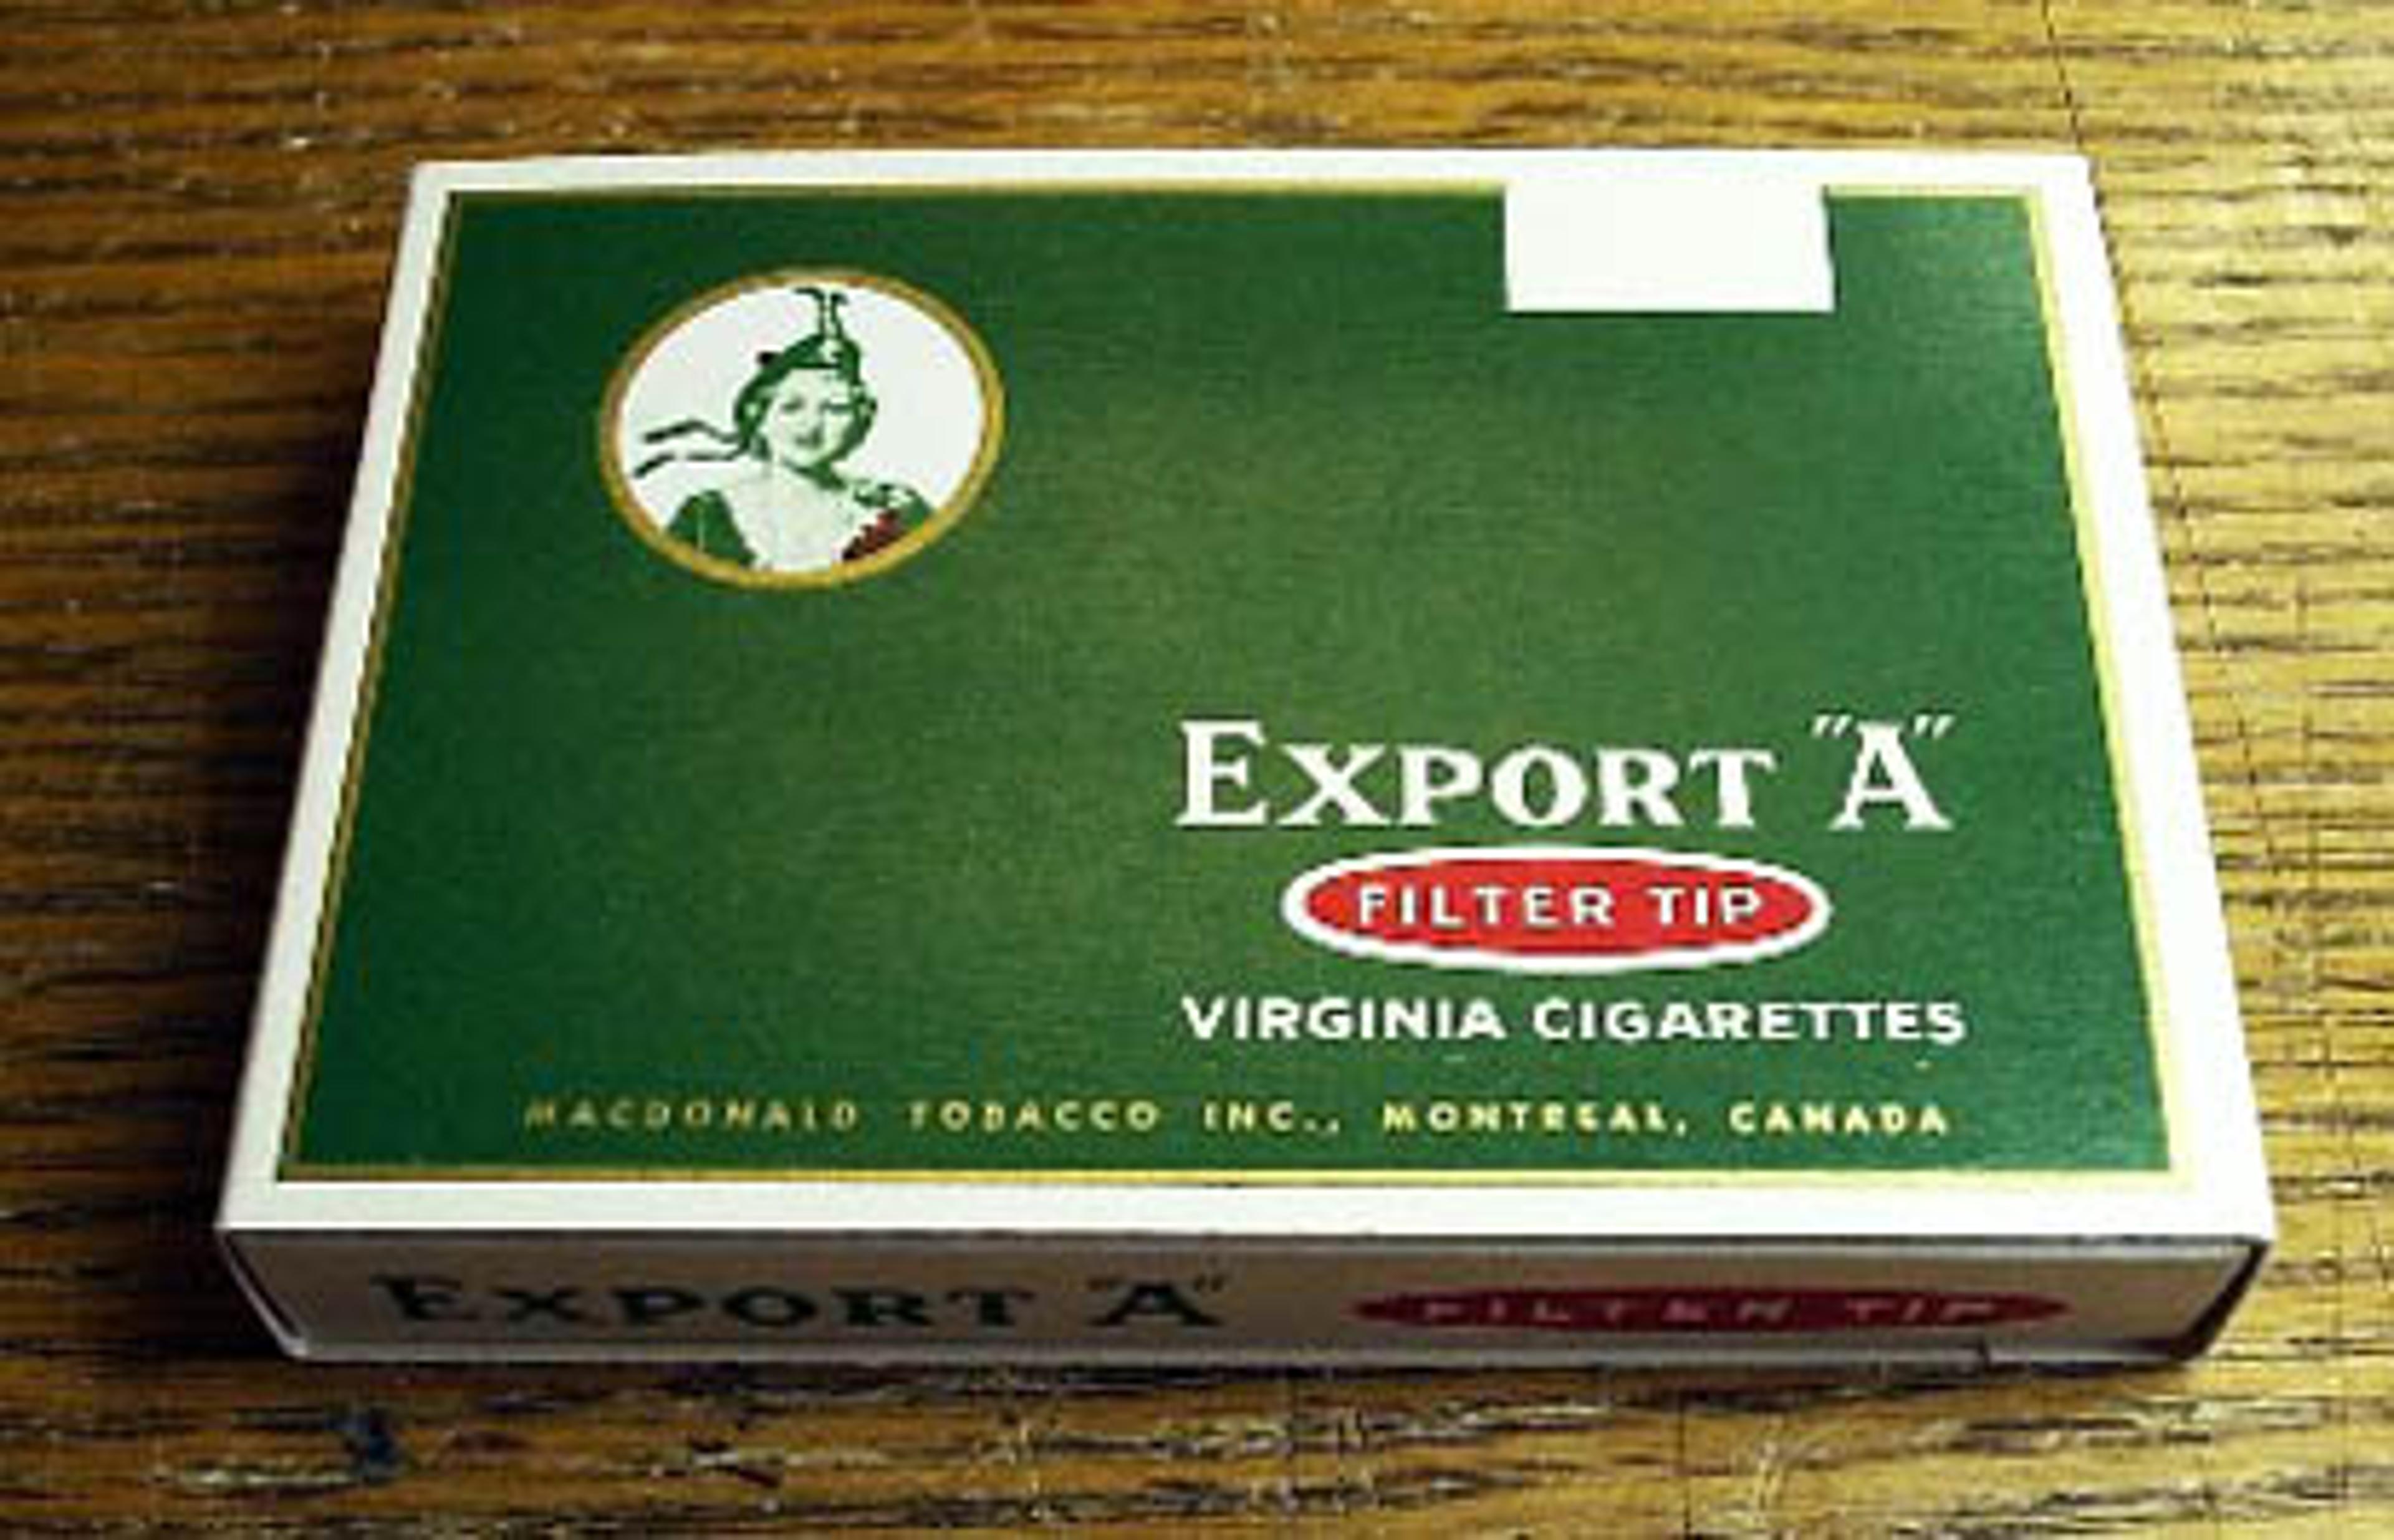 EXPORT "A"
FILTER TIP
VIRGINIA CIGARETTES
MACDONALD TOBACCO INC., MONTREAL, CANADA
EXPORT "A" FILTER TIP